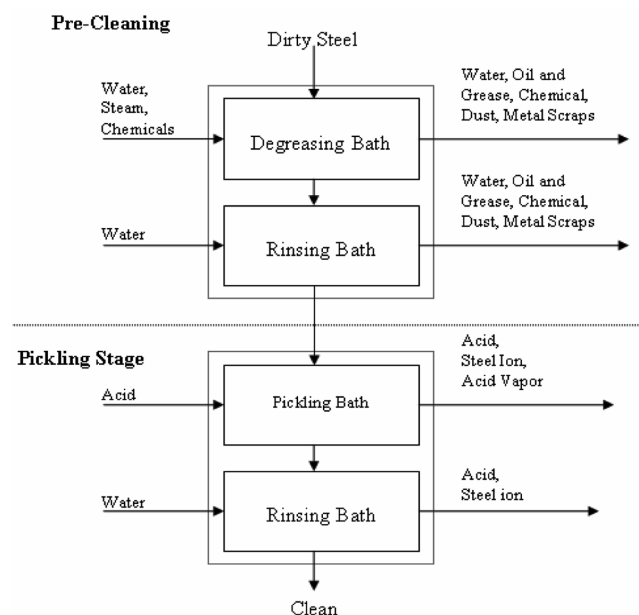 Pre-Cleaning
Dirty Steel
Water,
Steam,
Chemicals
Degreasing Bath
Water, Oil and
Grease, Chemical,
Dust, Metal Scraps
Water
Rinsing Bath
Water, Oil and
Grease, Chemical,
Dust, Metal Scraps
Pickling Stage
Acid
Pickling Bath
Acid,
Steel Ion,
Acid Vapor
Water
Rinsing Bath
Acid,
Steel ion
Clean